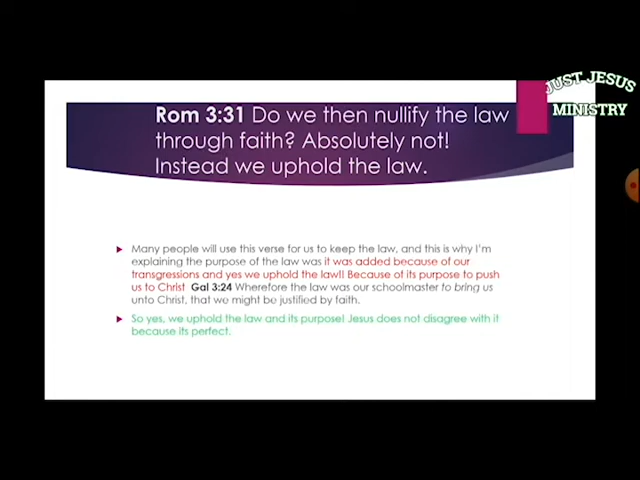 JUST JESUS
MINISTRY
Rom 3:31 Do we then nullify the law
through faith? Absolutely not!
Instead we uphold the law.
Many people will use this verse for us to keep the law, and this is why I'm
explaining the purpose of the law was it was added because of our
transgressions and yes we uphold the law!! Because of its purpose to push
us to Christ Gal 3:24 Wherefore the law was our schoolmaster to bring us
unto Christ, that we might be justified by faith.
So yes, we uphold the law and its purpose! Jesus does not disagree with it
because its perfect.